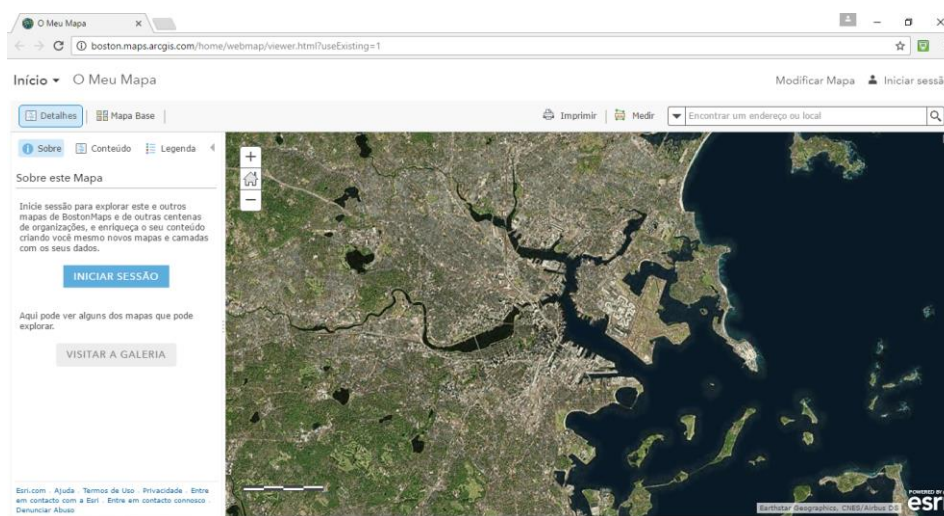 O Meu Mapa
boston.maps.arcgis.com/home/webmap/viewer.html?useExisting=1
Início O Meu Mapa
Modificar Mapa Iniciar sessã
Detalhes Mapa Base
Imprimir Medir Encontrar um endereço ou local
Sobre Conteúdo Legenda
Sobre este Mapa
Inicie sessão para explorar este e outros
mapas de BostonMaps e de outras centenas
de organizações, e enriqueça o seu conteúdo
criando você mesmo novos mapas e camadas
com os seus dados.
INICIAR SESSÃO
Aqui pode ver alguns dos mapas que pode
explorar.
VISITAR A GALERIA
Esri.com . Ajuda . Termos de Uso . Privacidade . Entre
em contacto com a Esri . Entre em contacto connosco .
Denunciar Abuso
Earthstar Geographics, CNES/Airbus DS
POWERED BY
esri